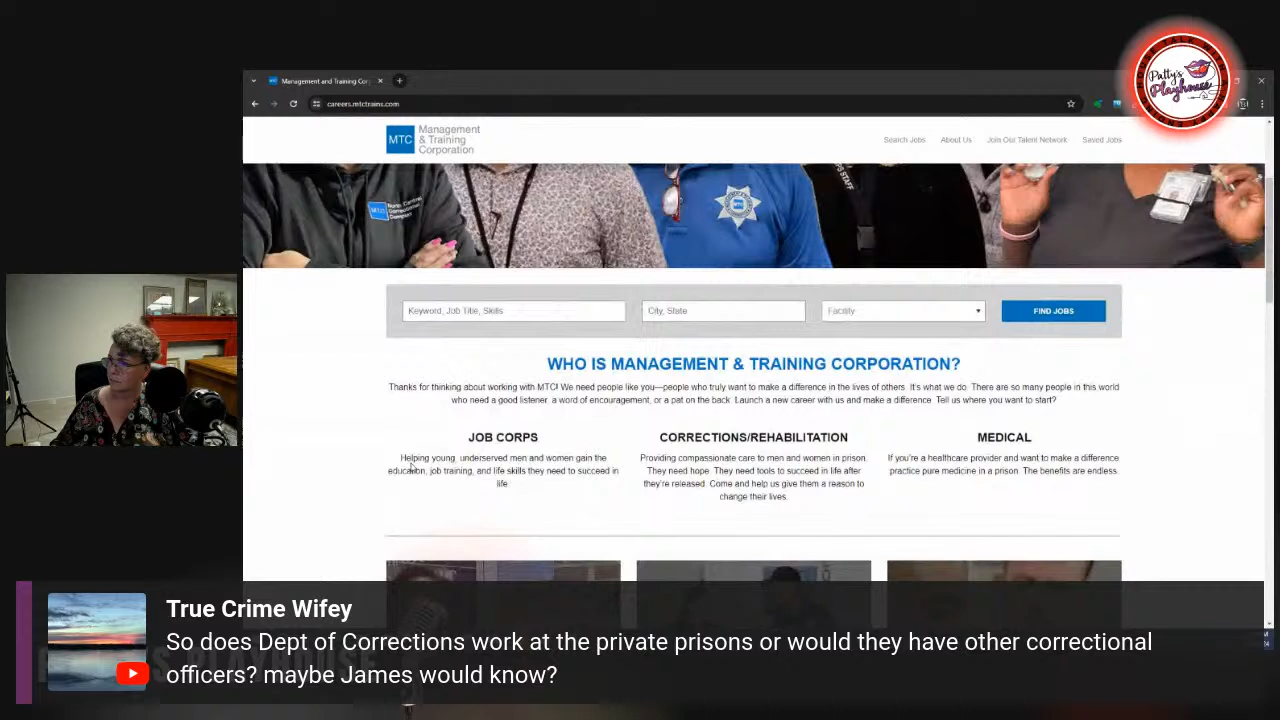 Management and Training Cor
careers.mtctrains.com
Patty's
Playhouse
MTC
Management
& Training
Corporation
Search Jobs
About Us
Join Our Talent Network
Saved Jobs
MTC
North Central
Correctional
STAFF
MTC
Keyword, Job Title, Skills
City, State
Facility
FIND JOBS
WHO IS MANAGEMENT & TRAINING CORPORATION?
Thanks for thinking about working with MTC! We need people like you—people who truly want to make a difference in the lives of others. It's what we do. There are so many people in this world
who need a good listener, a word of encouragement, or a pat on the back. Launch a new career with us and make a difference. Tell us where you want to start?
JOB CORPS
Helping young, underserved men and women gain the
education, job training, and life skills they need to succeed in
life.
CORRECTIONS/REHABILITATION
Providing compassionate care to men and women in prison.
They need hope. They need tools to succeed in life after
they're released. Come and help us give them a reason to
change their lives.
MEDICAL
If you're a healthcare provider and want to make a difference
practice pure medicine in a prison. The benefits are endless.
True Crime Wifey
So does Dept of Corrections work at the private prisons or would they have other correctional
officers? maybe James would know?